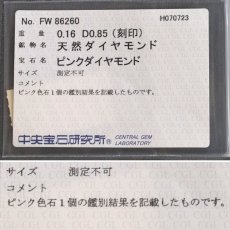 No. FW 86260 H070723
重量 0.16 D0.85 (刻印)
鉱物名 天然ダイヤモンド
宝石名 ピンクダイヤモンド
サイズ 測定不可
コメント
ピンク色石1個の鑑別結果を記載したものです。
中央宝石研究所 CENTRAL GEM LABORATORY
サイズ 測定不可
コメント
ピンク色石1個の鑑別結果を記載したものです。